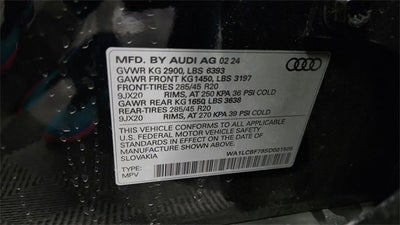 MFD. BY AUDI AG 02 24
GVWR KG 2900, LBS 6393
GAWR FRONT KG1450, LBS 3197
FRONT-TIRES 285/45 R20
9JX20 RIMS, AT 250 KPA 36 PSI COLD
GAWR REAR KG1650, LBS 3638
REAR-TIRES 285/45 R20
9JX20 RIMS, AT 270 KPA 39 PSI COLD
THIS VEHICLE CONFORMS TO ALL APPLICABLE
U.S. FEDERAL MOTOR VEHICLE SAFETY
STANDARDS IN EFFECT ON THE DATE OF
MANUFACTURE SHOWN ABOVE.
SLOVAKIA
TYPE:
MPV